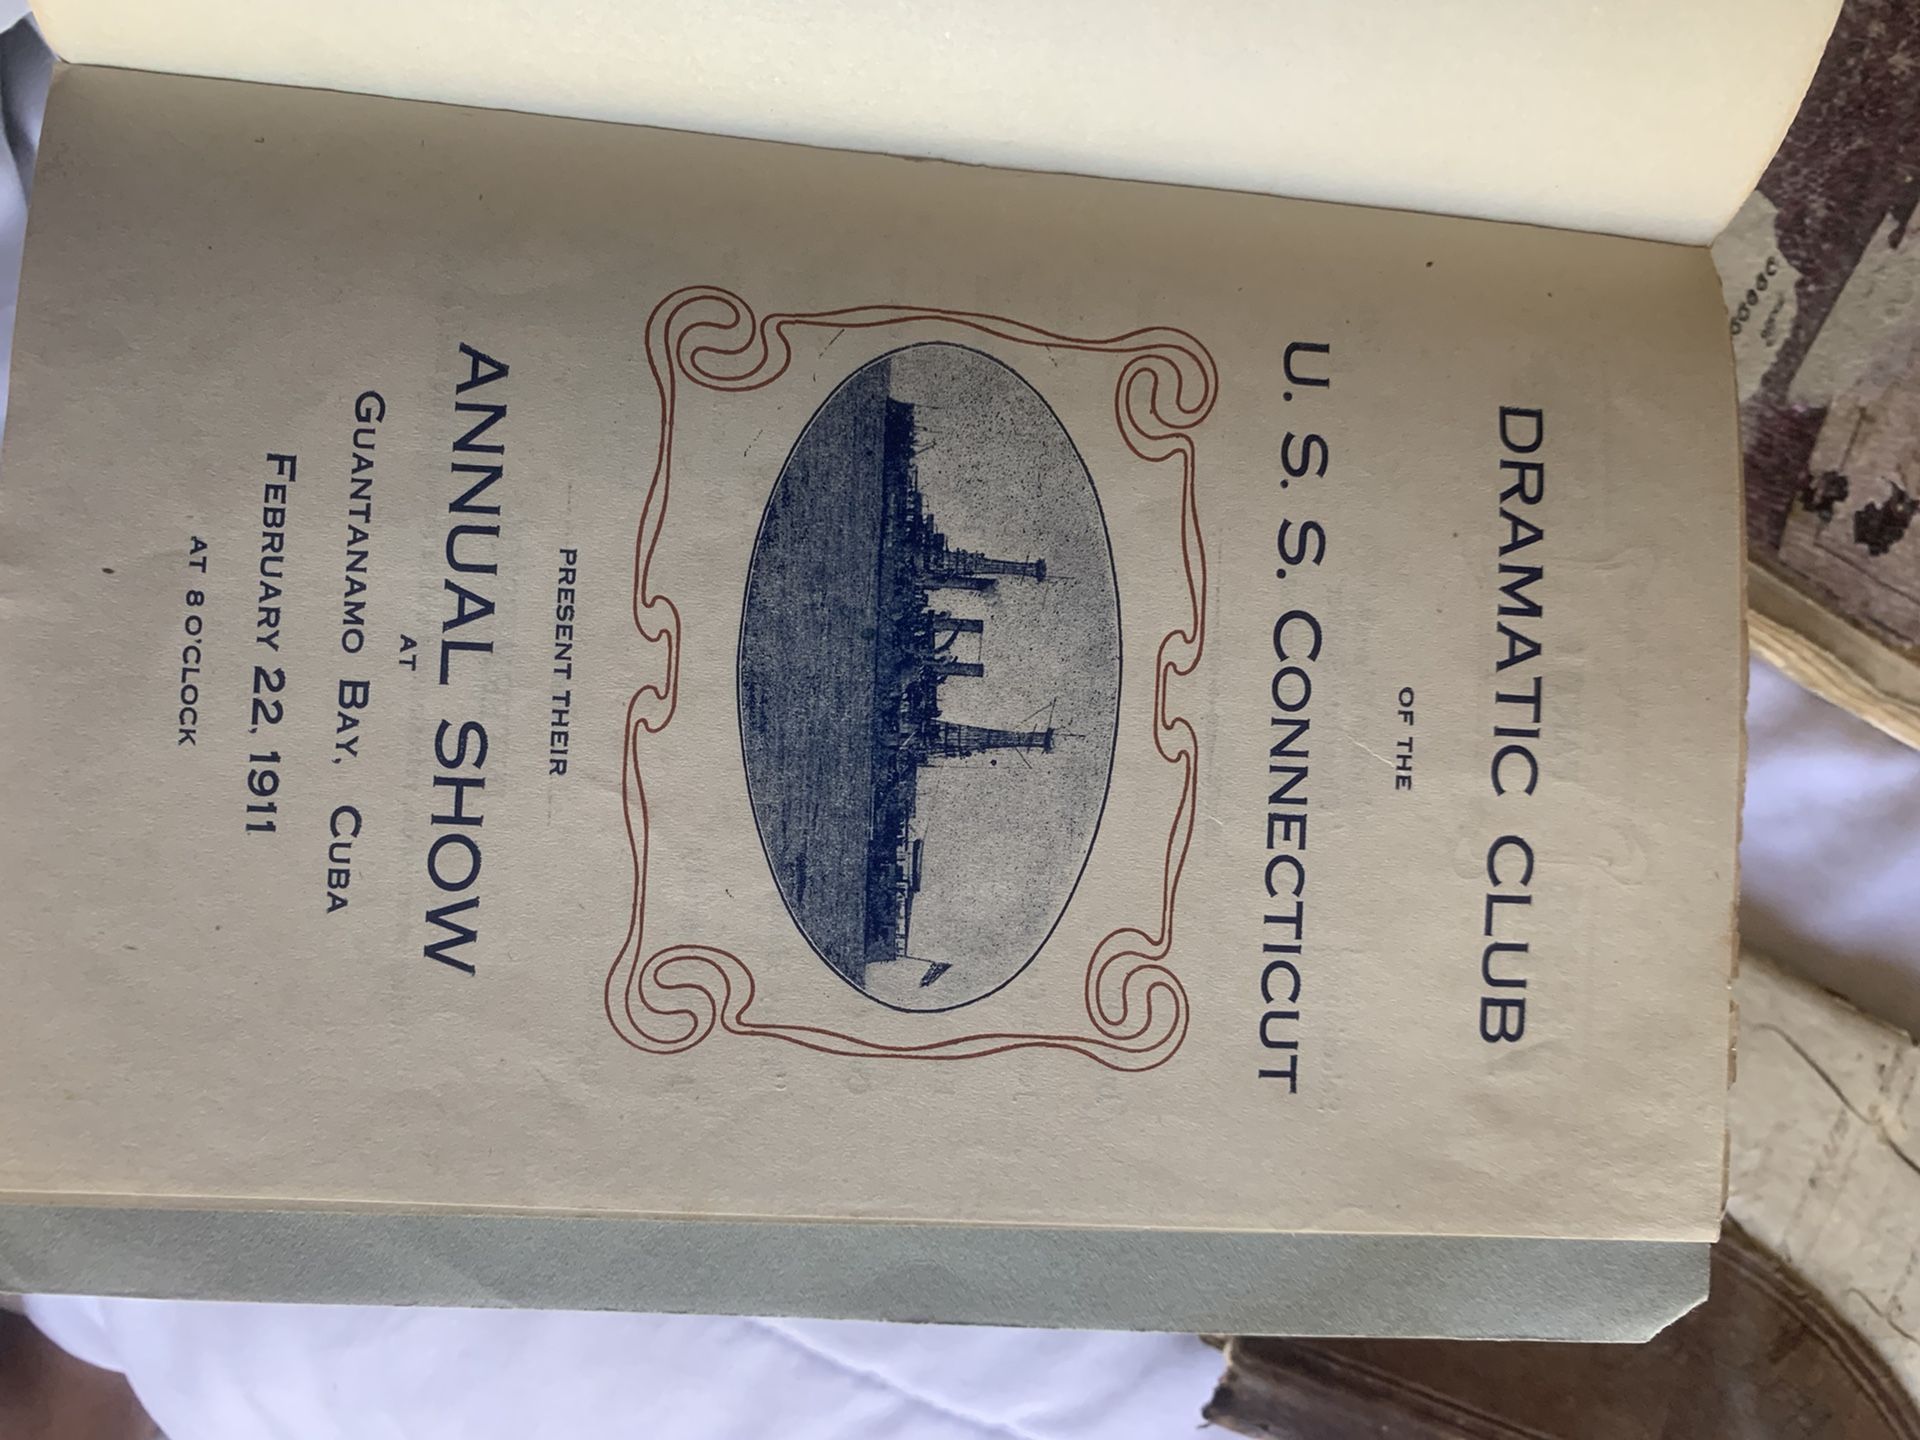 DRAMATIC CLUB
OF THE
U. S. S. CONNECTICUT
PRESENT THEIR
ANNUAL SHOW
AT
GUANTANAMO BAY, CUBA
FEBRUARY 22, 1911
AT 8 O'CLOCK